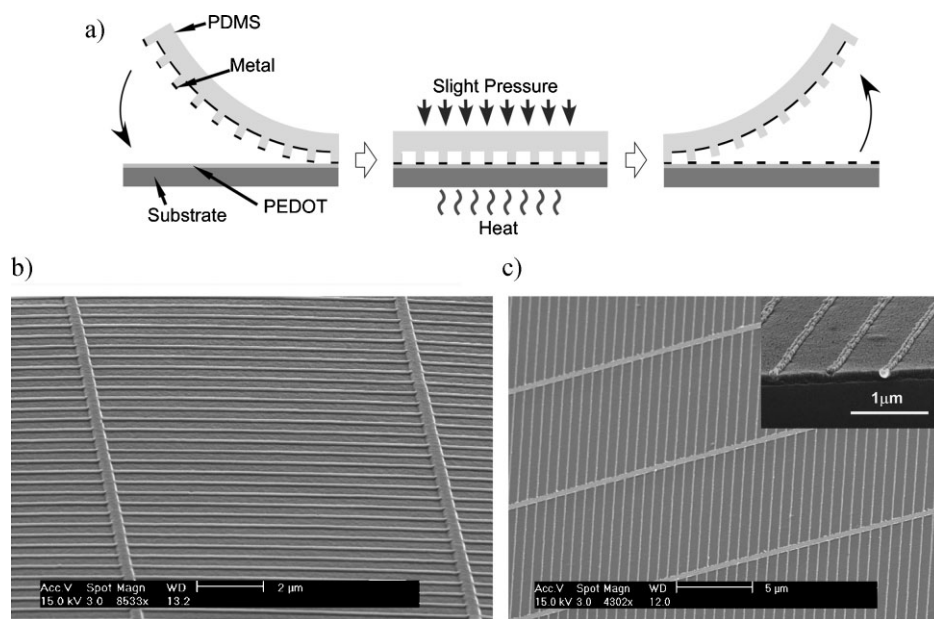 a)
PDMS
Metal
Slight Pressure
Substrate
PEDOT
Heat
b)
c)
1μm
Acc.V Spot Magn WD 2 μm
15.0 kV 3.0 8533x 13.2
Acc.V Spot Magn WD 5 μm
15.0 kV 3.0 4302x 12.0